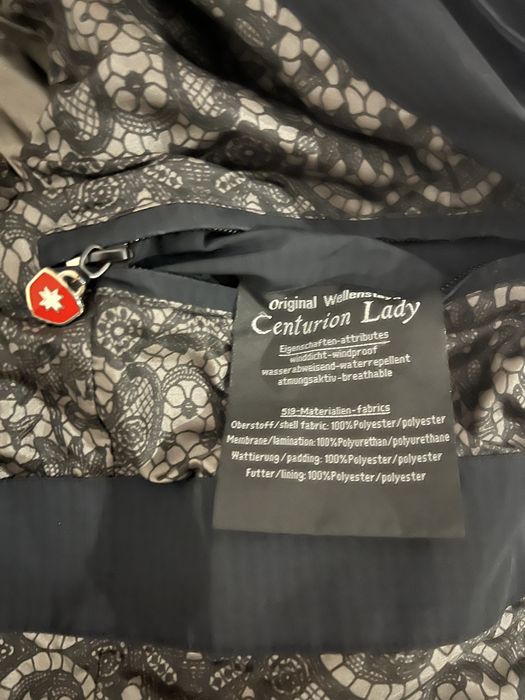 Original Wellenste
Centurion Lady
Eigenschaften-attributes
winddicht-windproof
wasserabweisend-waterrepellent
atmungsaktiv-breathable
519-Materialien-fabrics
Oberstoff/shell fabric: 100%Polyester/polyester
Membrane/lamination:100%Polyurethan/polyurethane
Wattierung/padding: 100%Polyester/polyester
Futter/lining: 100%Polyester/polyester